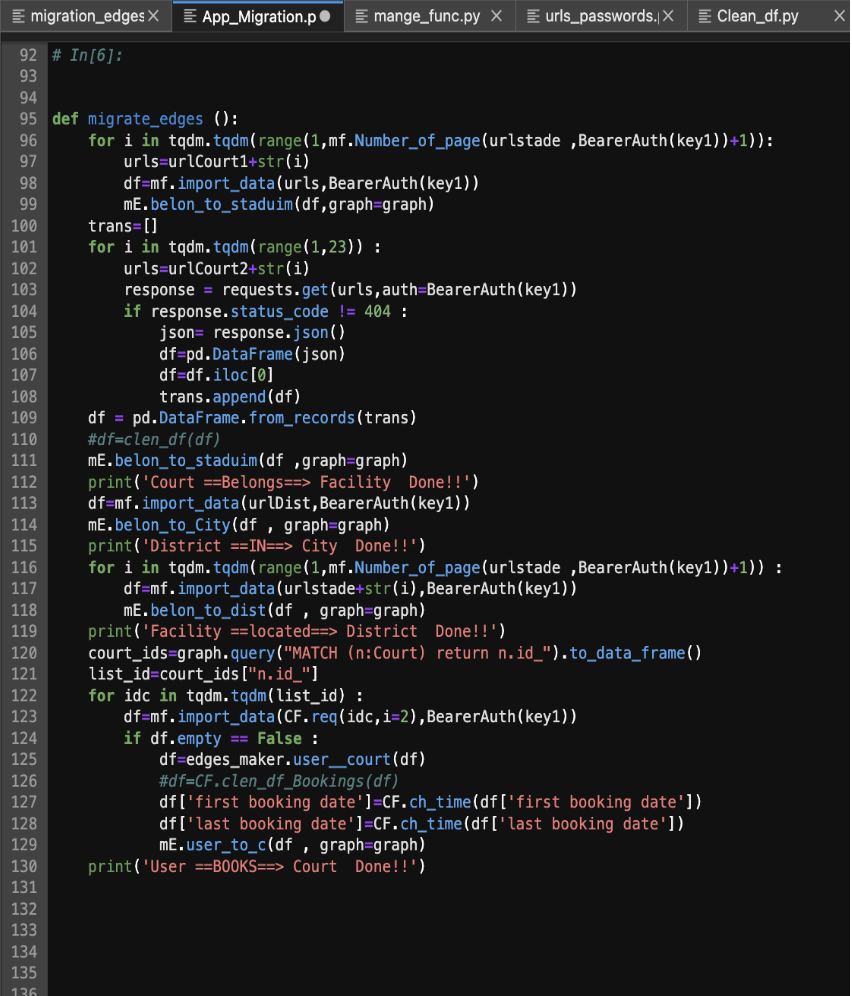 migration_edges App_Migration.p mange_func.py urls_passwords. Clean_df.py
92 # In[6]:
93
94
95 def migrate_edges ():
96     for i in tqdm.tqdm(range(1,mf.Number_of_page(urlstade ,BearerAuth(key1))+1)):
97         urls=urlCourt1+str(i)
98         df=mf.import_data(urls,BearerAuth(key1))
99         mE.belon_to_staduim(df,graph=graph)
100     trans=[]
101     for i in tqdm.tqdm(range(1,23)) :
102         urls=urlCourt2+str(i)
103         response = requests.get(urls,auth=BearerAuth(key1))
104         if response.status_code != 404 :
105             json= response.json()
106             df=pd.DataFrame(json)
107             df=df.iloc[0]
108             trans.append(df)
109     df = pd.DataFrame.from_records(trans)
110     #df=clen_df(df)
111     mE.belon_to_staduim(df ,graph=graph)
112     print('Court ==Belongs==> Facility  Done!!')
113     df=mf.import_data(urlDist,BearerAuth(key1))
114     mE.belon_to_City(df , graph=graph)
115     print('District ==IN==> City  Done!!')
116     for i in tqdm.tqdm(range(1,mf.Number_of_page(urlstade ,BearerAuth(key1))+1)) :
117         df=mf.import_data(urlstade+str(i),BearerAuth(key1))
118         mE.belon_to_dist(df , graph=graph)
119     print('Facility ==located==> District  Done!!')
120     court_ids=graph.query("MATCH (n:Court) return n.id_").to_data_frame()
121     list_id=court_ids["n.id_"]
122     for idc in tqdm.tqdm(list_id) :
123         df=mf.import_data(CF.req(idc,i=2),BearerAuth(key1))
124         if df.empty == False :
125             df=edges_maker.user__court(df)
126             #df=CF.clen_df_Bookings(df)
127             df['first booking date']=CF.ch_time(df['first booking date'])
128             df['last booking date']=CF.ch_time(df['last booking date'])
129             mE.user_to_c(df , graph=graph)
130     print('User ==BOOKS==> Court  Done!!')
131
132
133
134
135
136